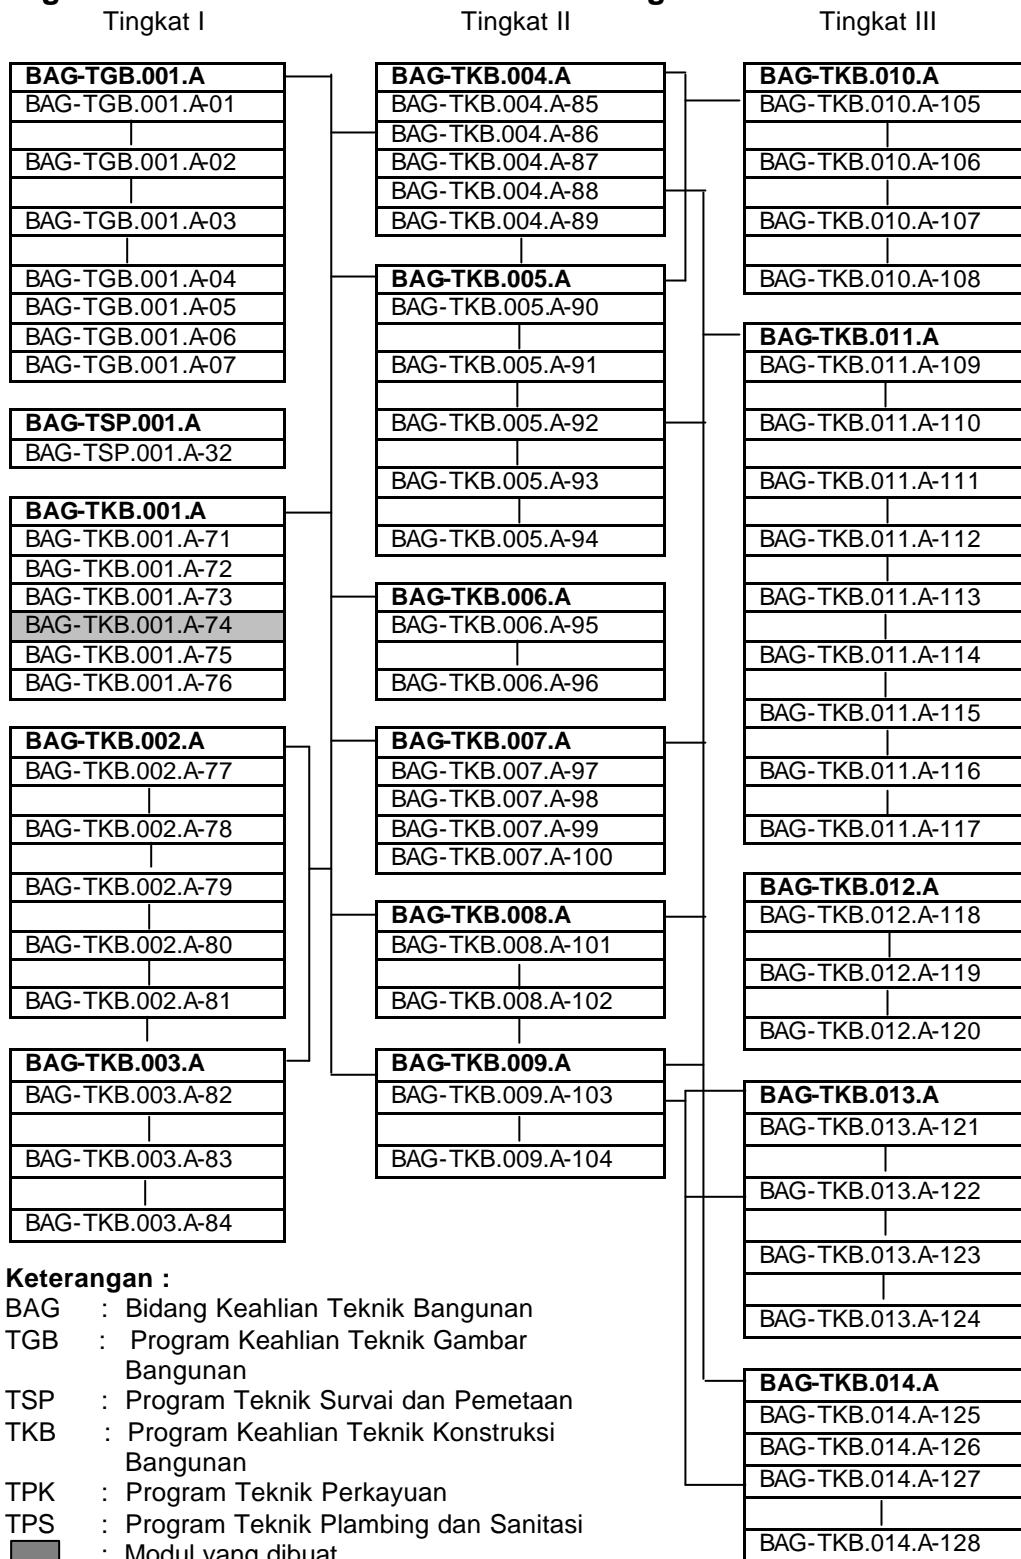 Tingkat I
Tingkat II
Tingkat III
BAG-TGB.001.A
BAG-TGB.001.A-01
BAG-TGB.001.A-02
BAG-TGB.001.A-03
BAG-TGB.001.A-04
BAG-TGB.001.A-05
BAG-TGB.001.A-06
BAG-TGB.001.A-07
BAG-TSP.001.A
BAG-TSP.001.A-32
BAG-TKB.001.A
BAG-TKB.001.A-71
BAG-TKB.001.A-72
BAG-TKB.001.A-73
BAG-TKB.001.A-74
BAG-TKB.001.A-75
BAG-TKB.001.A-76
BAG-TKB.002.A
BAG-TKB.002.A-77
BAG-TKB.002.A-78
BAG-TKB.002.A-79
BAG-TKB.002.A-80
BAG-TKB.002.A-81
BAG-TKB.003.A
BAG-TKB.003.A-82
BAG-TKB.003.A-83
BAG-TKB.003.A-84
BAG-TKB.004.A
BAG-TKB.004.A-85
BAG-TKB.004.A-86
BAG-TKB.004.A-87
BAG-TKB.004.A-88
BAG-TKB.004.A-89
BAG-TKB.005.A
BAG-TKB.005.A-90
BAG-TKB.005.A-91
BAG-TKB.005.A-92
BAG-TKB.005.A-93
BAG-TKB.005.A-94
BAG-TKB.006.A
BAG-TKB.006.A-95
BAG-TKB.006.A-96
BAG-TKB.007.A
BAG-TKB.007.A-97
BAG-TKB.007.A-98
BAG-TKB.007.A-99
BAG-TKB.007.A-100
BAG-TKB.008.A
BAG-TKB.008.A-101
BAG-TKB.008.A-102
BAG-TKB.009.A
BAG-TKB.009.A-103
BAG-TKB.009.A-104
BAG-TKB.010.A
BAG-TKB.010.A-105
BAG-TKB.010.A-106
BAG-TKB.010.A-107
BAG-TKB.010.A-108
BAG-TKB.011.A
BAG-TKB.011.A-109
BAG-TKB.011.A-110
BAG-TKB.011.A-111
BAG-TKB.011.A-112
BAG-TKB.011.A-113
BAG-TKB.011.A-114
BAG-TKB.011.A-115
BAG-TKB.011.A-116
BAG-TKB.011.A-117
BAG-TKB.012.A
BAG-TKB.012.A-118
BAG-TKB.012.A-119
BAG-TKB.012.A-120
BAG-TKB.013.A
BAG-TKB.013.A-121
BAG-TKB.013.A-122
BAG-TKB.013.A-123
BAG-TKB.013.A-124
BAG-TKB.014.A
BAG-TKB.014.A-125
BAG-TKB.014.A-126
BAG-TKB.014.A-127
BAG-TKB.014.A-128
Keterangan :
BAG : Bidang Keahlian Teknik Bangunan
TGB : Program Keahlian Teknik Gambar
Bangunan
TSP : Program Teknik Survai dan Pemetaan
TKB : Program Keahlian Teknik Konstruksi
Bangunan
TPK : Program Teknik Perkayuan
TPS : Program Teknik Plambing dan Sanitasi
: Modul yang dibuat